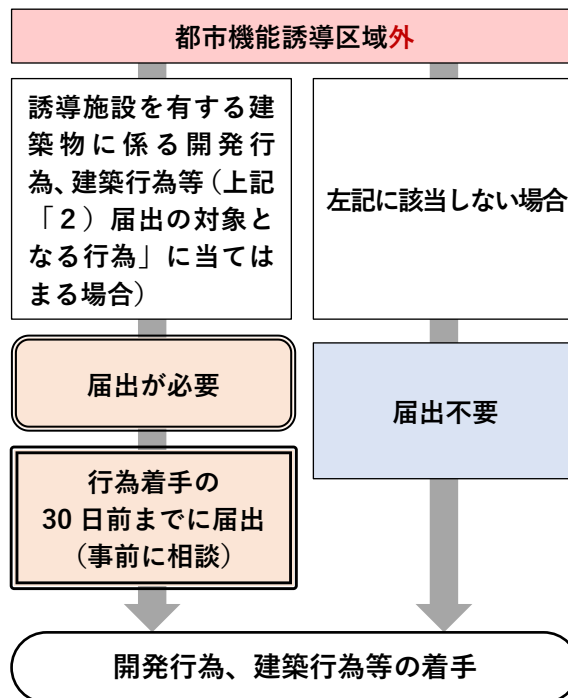 都市機能誘導区域外
誘導施設を有する建
築物に係る開発行
為、建築行為等（上記
「２）届出の対象と
なる行為」に当ては
まる場合）
左記に該当しない場合
届出が必要
届出不要
行為着手の
30 日前までに届出
（事前に相談）
開発行為、建築行為等の着手